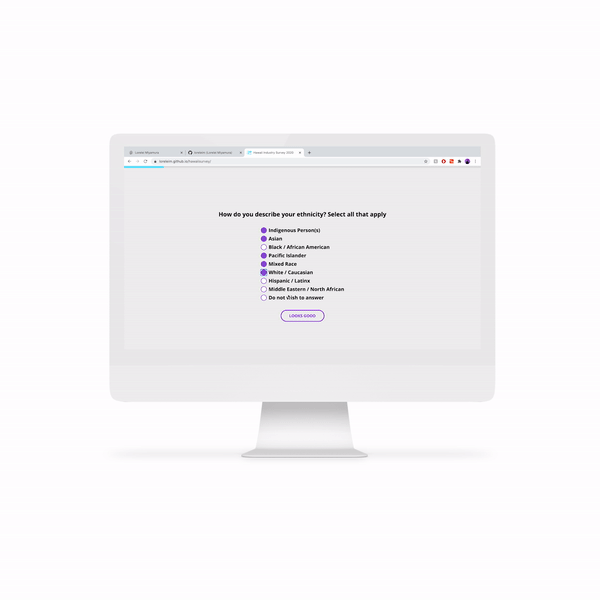 How do you describe your ethnicity? Select all that apply
Indigenous Person(s)
Asian
Black / African American
Pacific Islander
Mixed Race
White / Caucasian
Hispanic / Latinx
Middle Eastern / North African
Do not wish to answer
LOOKS GOOD